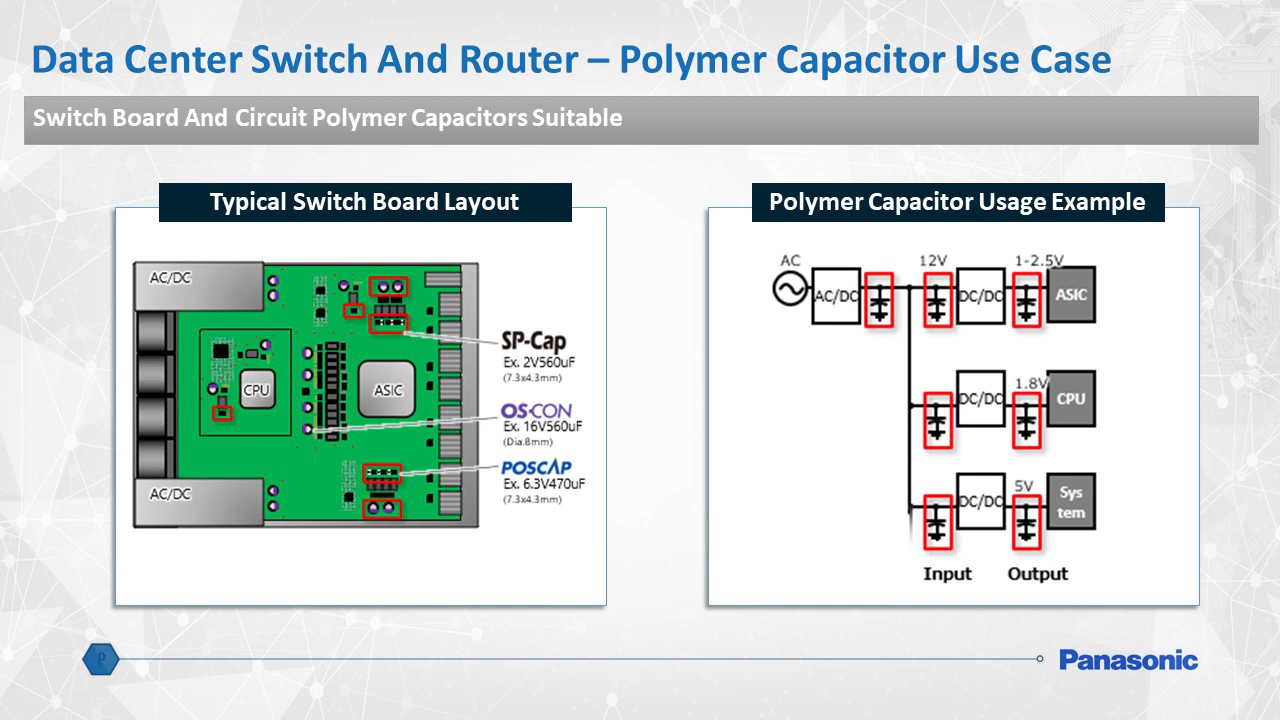 Data Center Switch And Router – Polymer Capacitor Use Case
Switch Board And Circuit Polymer Capacitors Suitable
Typical Switch Board Layout
AC/DC
CPU
ASIC
AC/DC
SP-Cap
Ex. 2V560uF
(7.3x4.3mm)
OS-CON
Ex. 16V560uF
(Dia.8mm)
POSCAP
Ex. 6.3V470uF
(7.3x4.3mm)
Polymer Capacitor Usage Example
AC
12V
1-2.5V
AC/DC
DC/DC
ASIC
1.8V
DC/DC
CPU
5V
DC/DC
Sys
tem
Input
Output
P
Panasonic